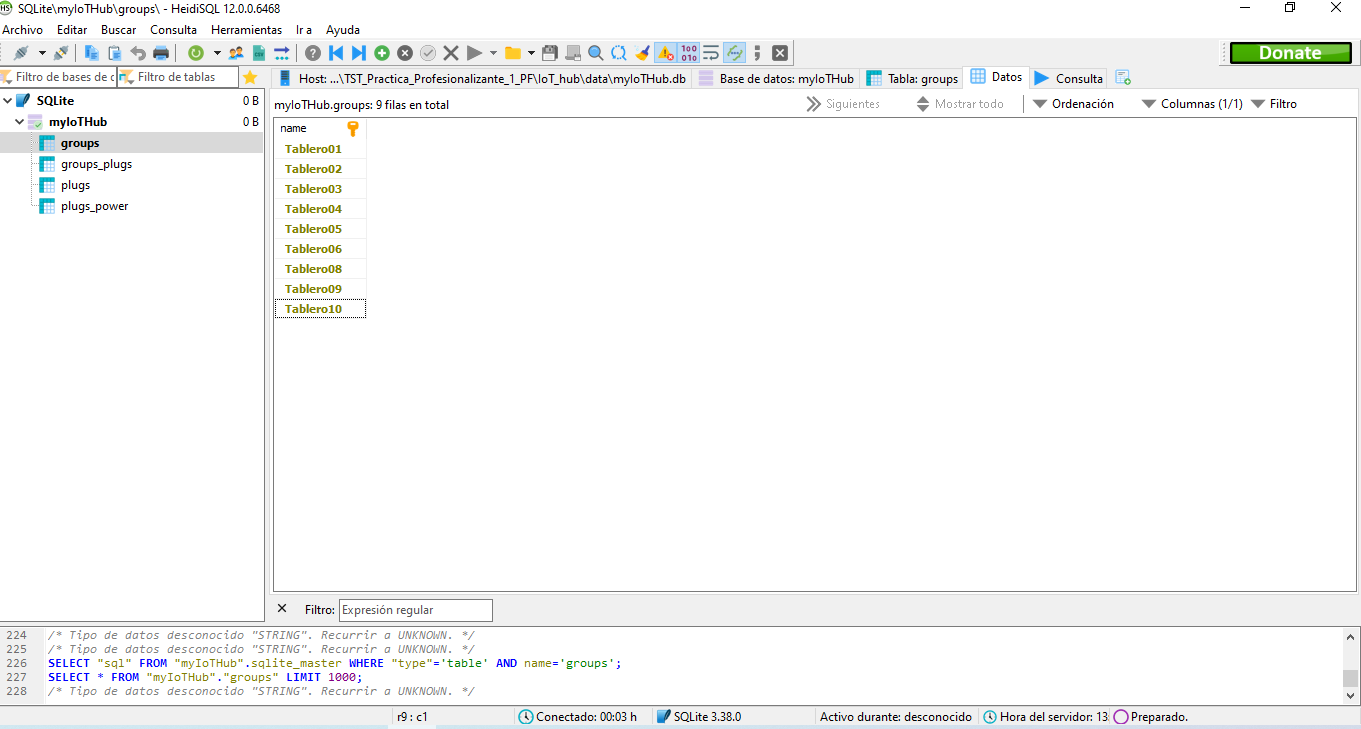 SQLite\myIoTHub\groups\ - HeidiSQL 12.0.0.6468
Archivo Editar Buscar Consulta Herramientas Ir a Ayuda
Donate
Filtro de bases de Filtro de tablas
Host: ...\TST_Practica_Profesionalizante_1_PF\IoT_hub\data\myIoTHub.db Base de datos: myIoTHub Tabla: groups Datos Consulta
SQLite 0 B
myIoTHub 0 B
groups
groups_plugs
plugs
plugs_power
myIoTHub.groups: 9 filas en total Siguientes Mostrar todo Ordenación Columnas (1/1) Filtro
name
Tablero01
Tablero02
Tablero03
Tablero04
Tablero05
Tablero06
Tablero08
Tablero09
Tablero10
Filtro: Expresión regular
224 /* Tipo de datos desconocido "STRING". Recurrir a UNKNOWN. */
225 /* Tipo de datos desconocido "STRING". Recurrir a UNKNOWN. */
226 SELECT "sql" FROM "myIoTHub".sqlite_master WHERE "type"='table' AND name='groups';
227 SELECT * FROM "myIoTHub"."groups" LIMIT 1000;
228 /* Tipo de datos desconocido "STRING". Recurrir a UNKNOWN. */
r9 : c1 Conectado: 00:03 h SQLite 3.38.0 Activo durante: desconocido Hora del servidor: 13 Preparado.